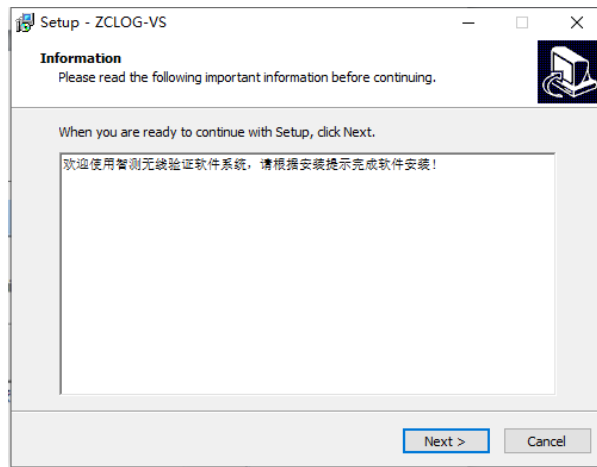 Setup - ZCLOG-VS
Information
Please read the following important information before continuing.
When you are ready to continue with Setup, click Next.
欢迎使用智测无线验证软件系统，请根据安装提示完成软件安装！
Next >
Cancel